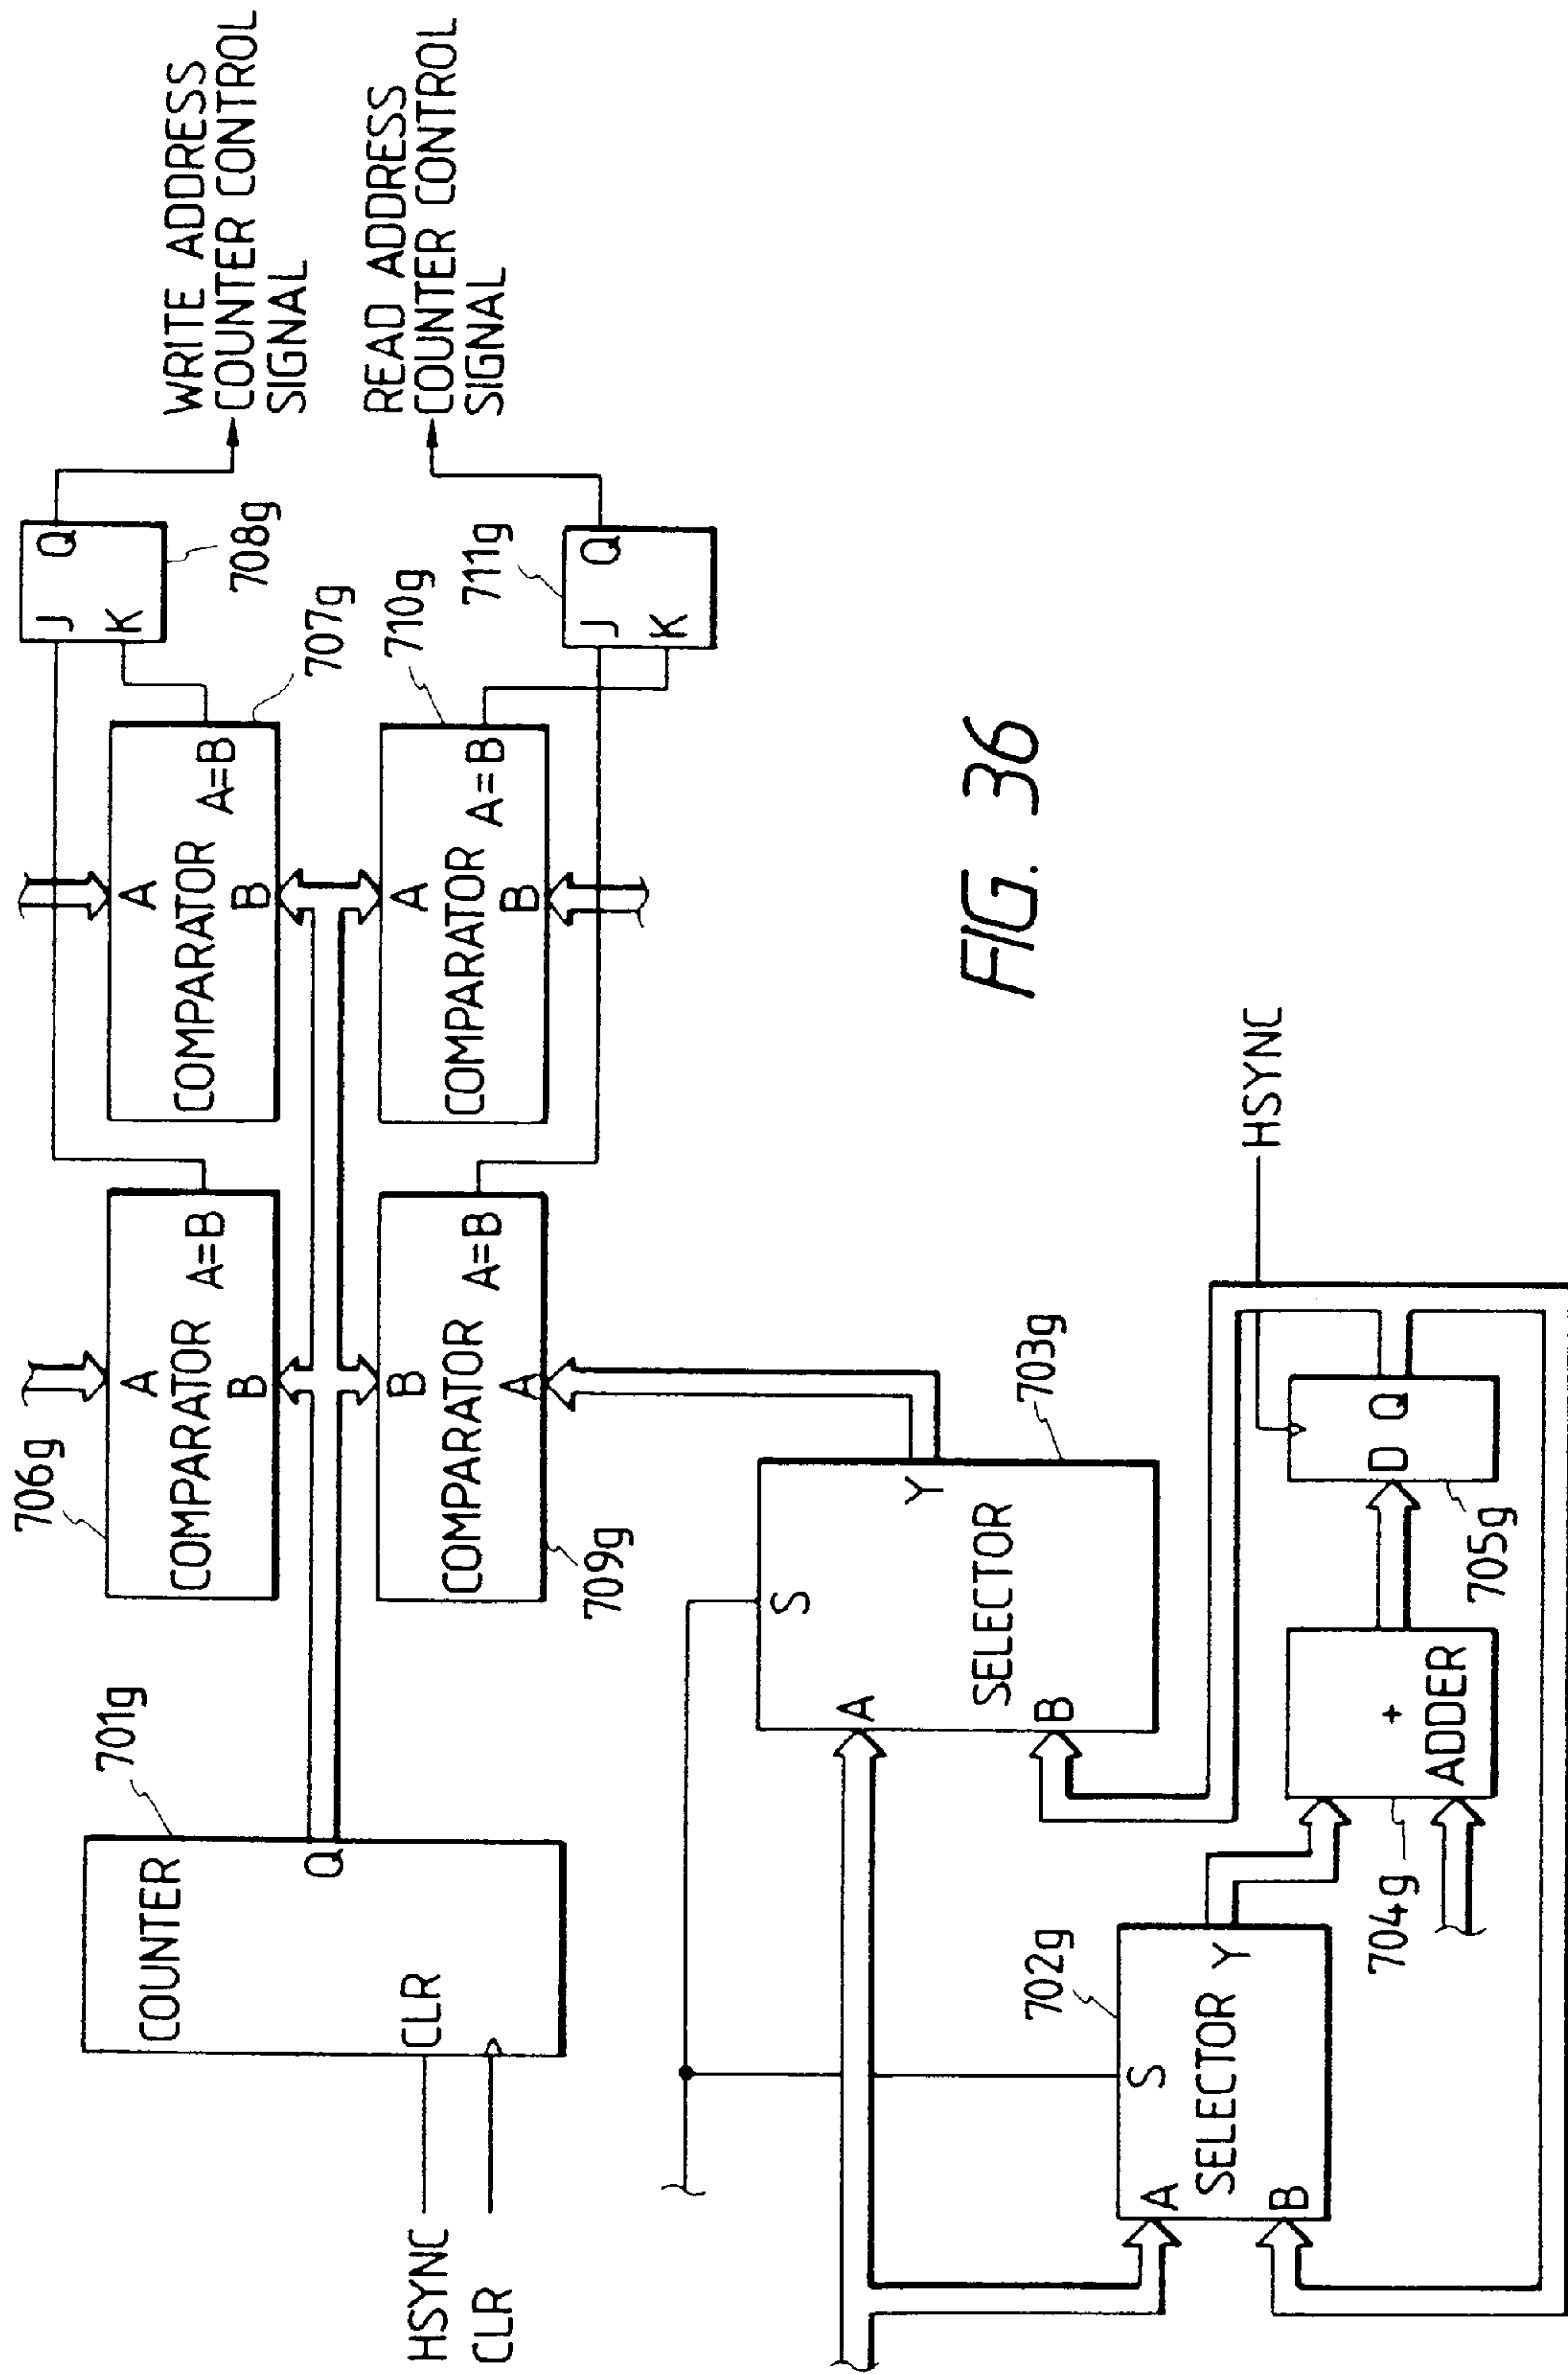 COUNTER
701g
Q
CLR
HSYNC
CLR
706g
A
COMPARATOR A=B
B
A
COMPARATOR A=B
B
707g
J Q
K
708g
WRITE ADDRESS
COUNTER CONTROL
SIGNAL
B
COMPARATOR A=B
A
709g
A
COMPARATOR A=B
B
710g
J Q
K
711g
READ ADDRESS
COUNTER CONTROL
SIGNAL
S
A
Y
SELECTOR
B
703g
702g
S
A
SELECTOR Y
B
704g
+
ADDER
D Q
705g
HSYNC
FIG. 36